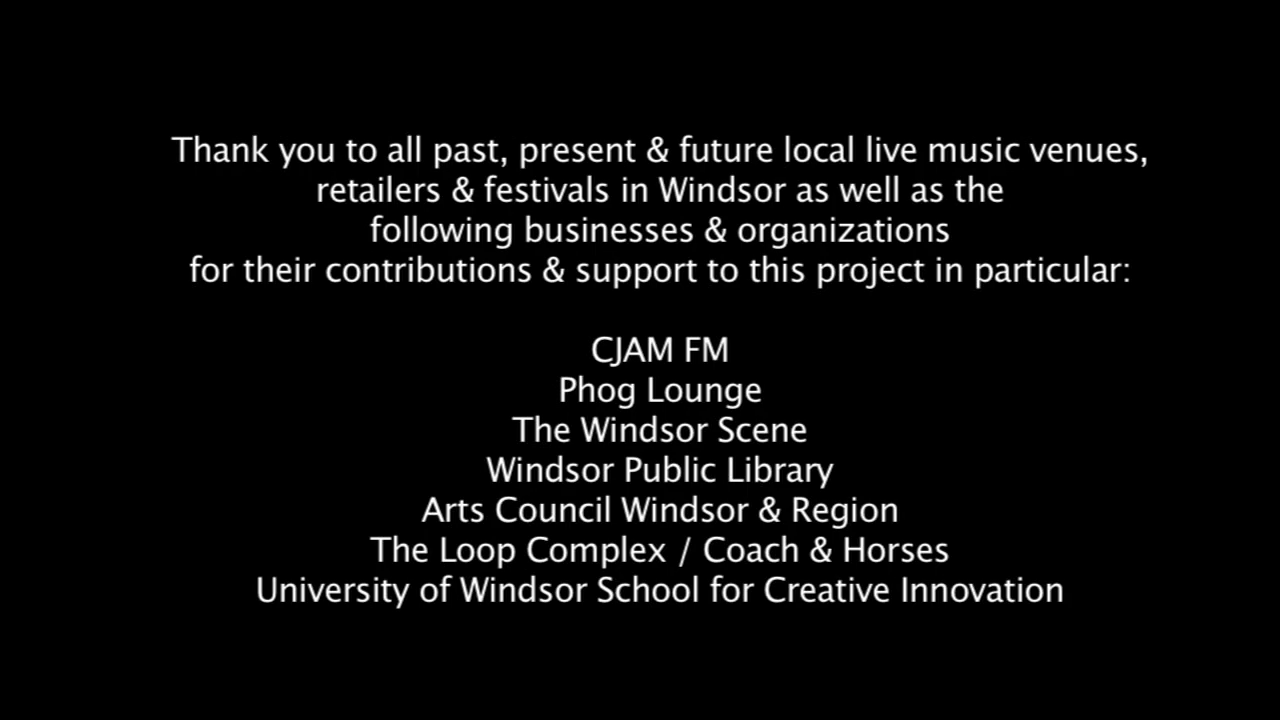 Thank you to all past, present & future local live music venues,
retailers & festivals in Windsor as well as the
following businesses & organizations
for their contributions & support to this project in particular:
CJAM FM
Phog Lounge
The Windsor Scene
Windsor Public Library
Arts Council Windsor & Region
The Loop Complex / Coach & Horses
University of Windsor School for Creative Innovation